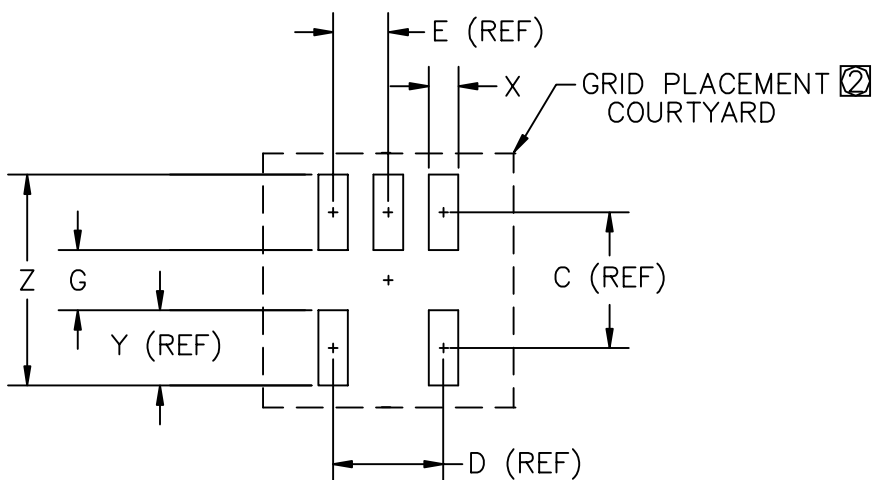 E (REF)
X
GRID PLACEMENT 2
COURTYARD
Z
G
C (REF)
Y (REF)
D (REF)